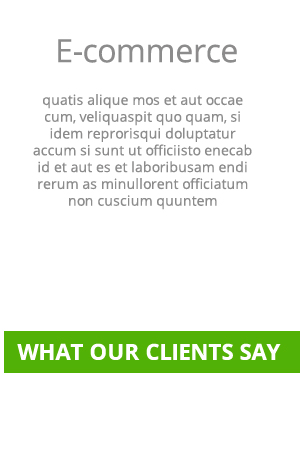 E-commerce
quatis alique mos et aut occae
cum, veliquaspit quo quam, si
idem reprorisqui doluptatur
accum si sunt ut officiisto enecab
id et aut es et laboribusam endi
rerum as minullorent officiatum
non cuscium quuntem
WHAT OUR CLIENTS SAY